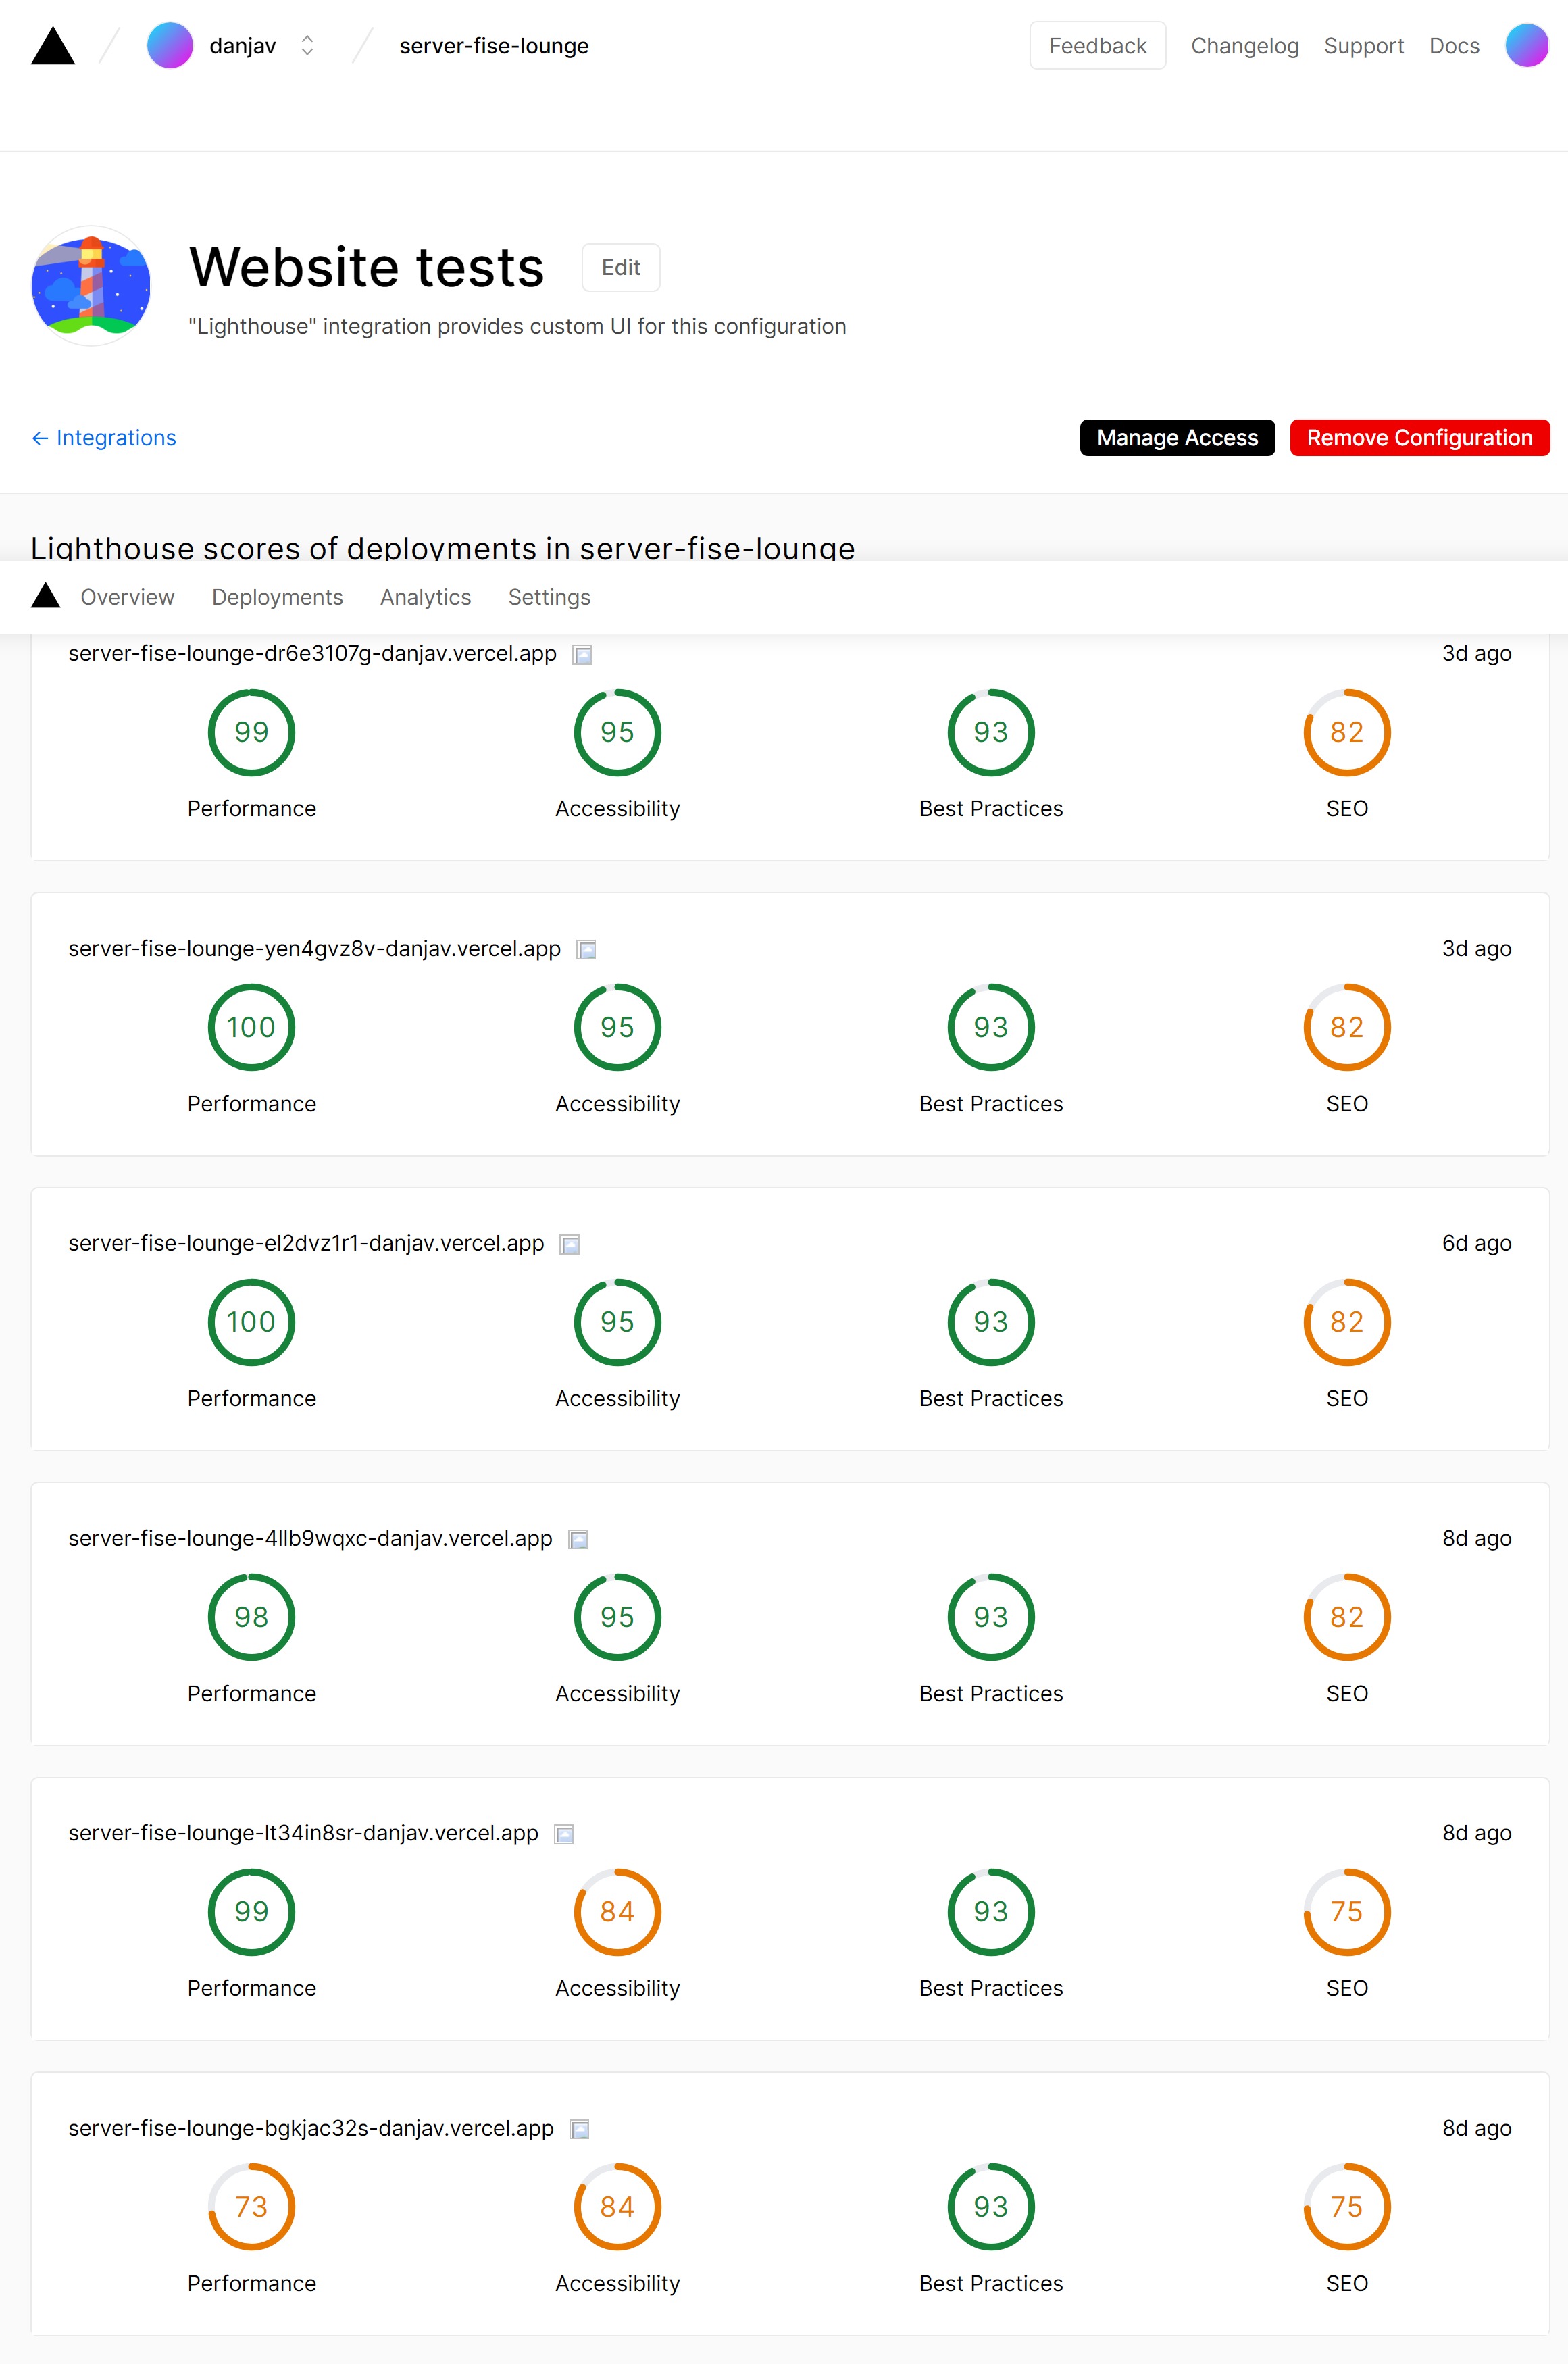 danjav server-fise-lounge Feedback Changelog Support Docs
Website tests Edit
"Lighthouse" integration provides custom UI for this configuration
← Integrations Manage Access Remove Configuration
Lighthouse scores of deployments in server-fise-lounge
Overview Deployments Analytics Settings
server-fise-lounge-dr6e3107g-danjav.vercel.app 3d ago
99 95 93 82
Performance Accessibility Best Practices SEO
server-fise-lounge-yen4gvz8v-danjav.vercel.app 3d ago
100 95 93 82
Performance Accessibility Best Practices SEO
server-fise-lounge-el2dvz1r1-danjav.vercel.app 6d ago
100 95 93 82
Performance Accessibility Best Practices SEO
server-fise-lounge-4llb9wqxc-danjav.vercel.app 8d ago
98 95 93 82
Performance Accessibility Best Practices SEO
server-fise-lounge-lt34in8sr-danjav.vercel.app 8d ago
99 84 93 75
Performance Accessibility Best Practices SEO
server-fise-lounge-bgkjac32s-danjav.vercel.app 8d ago
73 84 93 75
Performance Accessibility Best Practices SEO